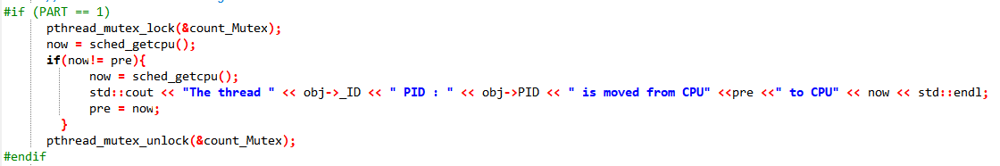 #if (PART == 1)
pthread_mutex_lock(&count_Mutex);
now = sched_getcpu();
if(now!= pre){
now = sched_getcpu();
std::cout << "The thread " << obj->_ID << " PID : " << obj->PID << " is moved from CPU" <<pre <<" to CPU" << now << std::endl;
pre = now;
}
pthread_mutex_unlock(&count_Mutex);
#endif